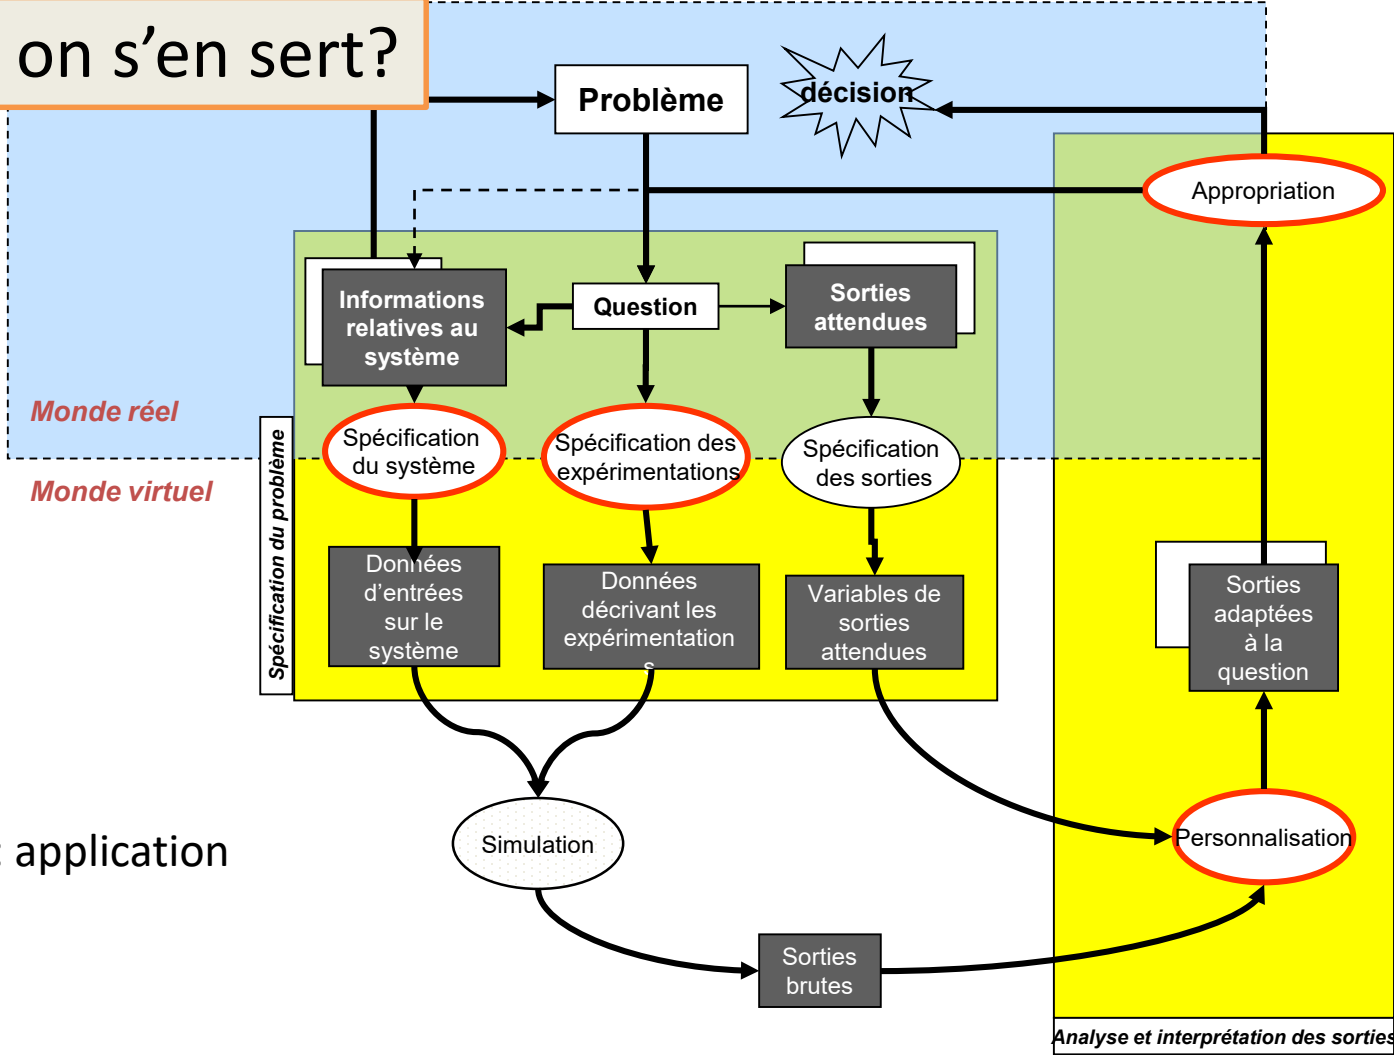 on s’en sert?
Problème
décision
Appropriation
Informations
relatives au
système
Question
Sorties
attendues
Monde réel
Monde virtuel
Spécification du problème
Spécification
du système
Spécification des
expérimentations
Spécification
des sorties
Données
d’entrées
sur le
système
Données
décrivant les
expérimentation
s
Variables de
sorties
attendues
Sorties
adaptées
à la
question
Simulation
: application
Personnalisation
Sorties
brutes
Analyse et interprétation des sorties